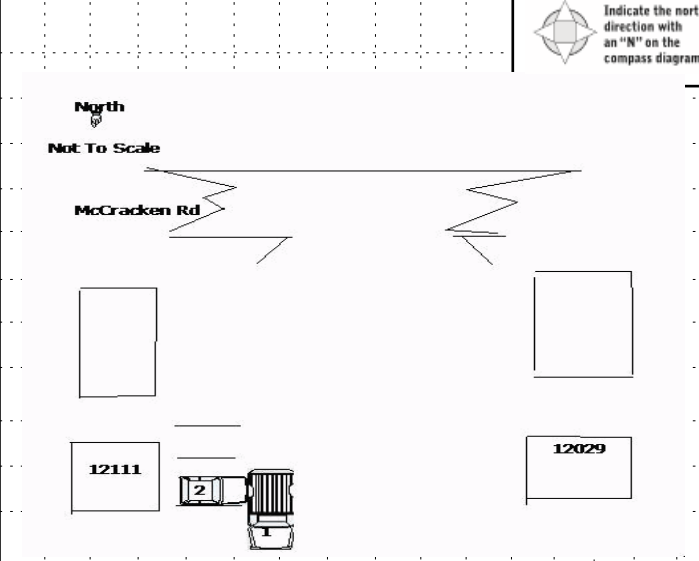 Indicate the nort
direction with
an "N" on the
compass diagram
North
Not To Scale
McCracken Rd
12111
12029
2
1